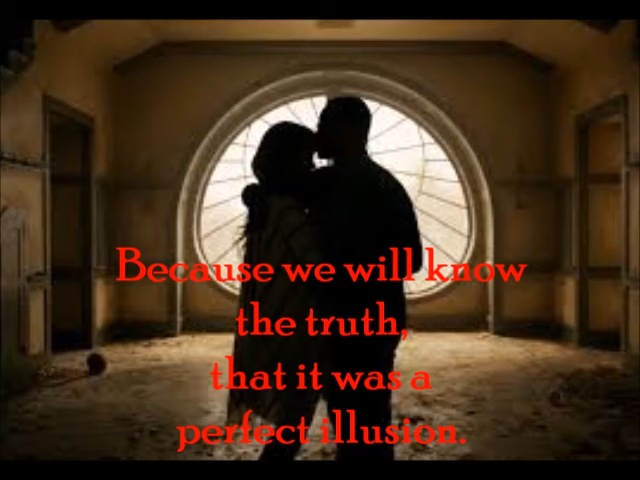 Because we will know
the truth,
that it was a
perfect illusion.